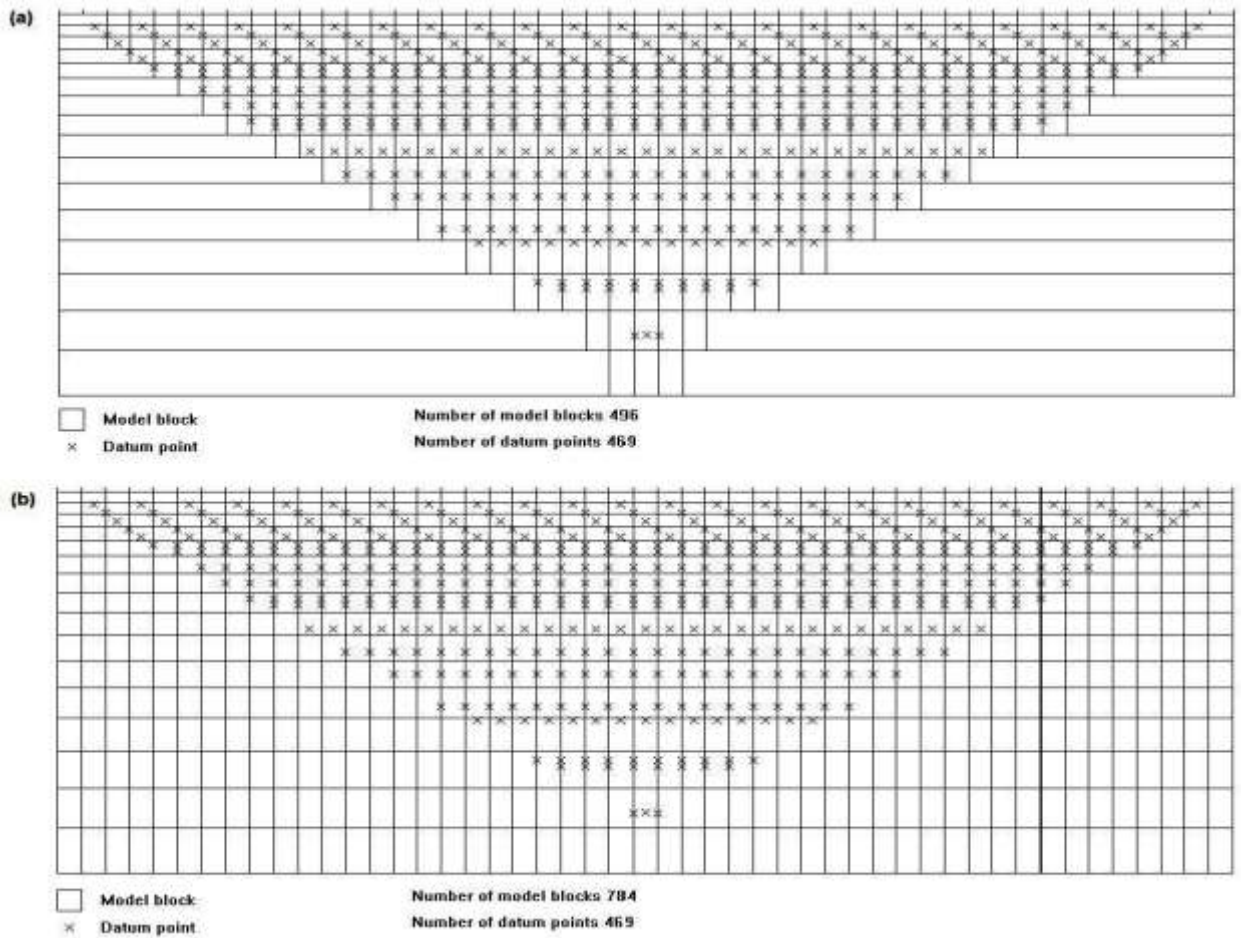 (a)
Model block
Number of model blocks 496
Datum point
Number of datum points 469
(b)
Model block
Number of model blocks 784
Datum point
Number of datum points 469